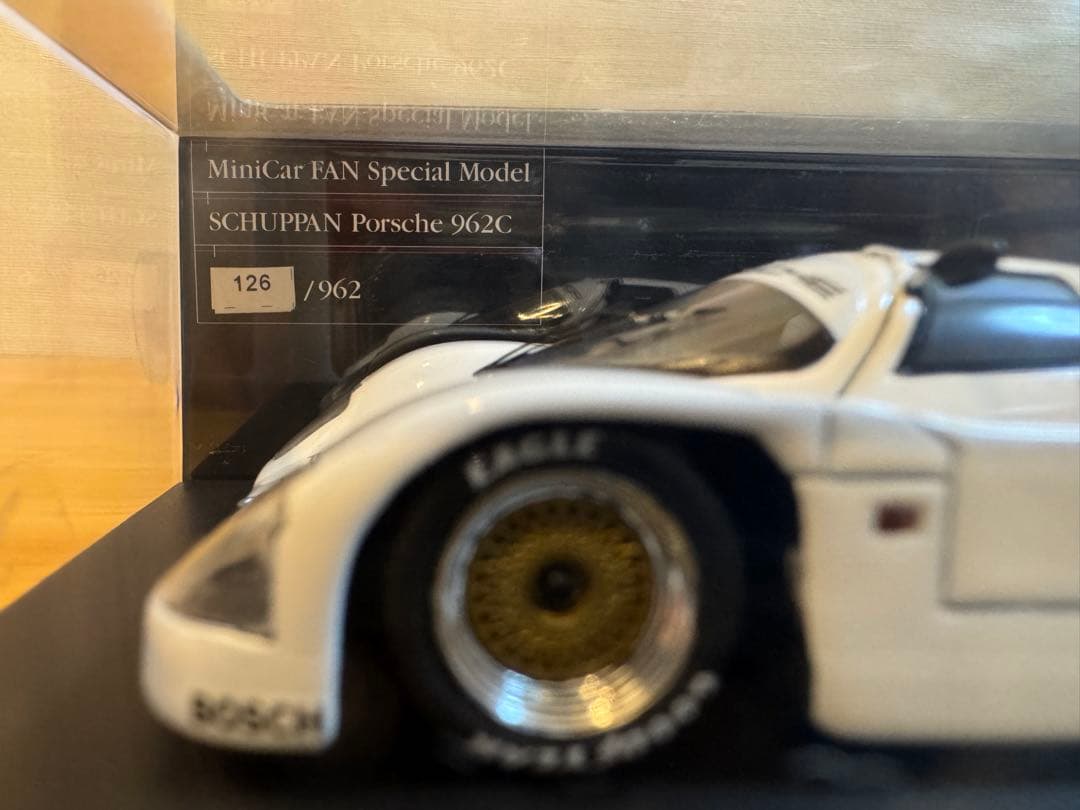 MiniCar FAN Special Model
SCHUPPAN Porsche 962C
126 /962
EAGLE
BOSCH